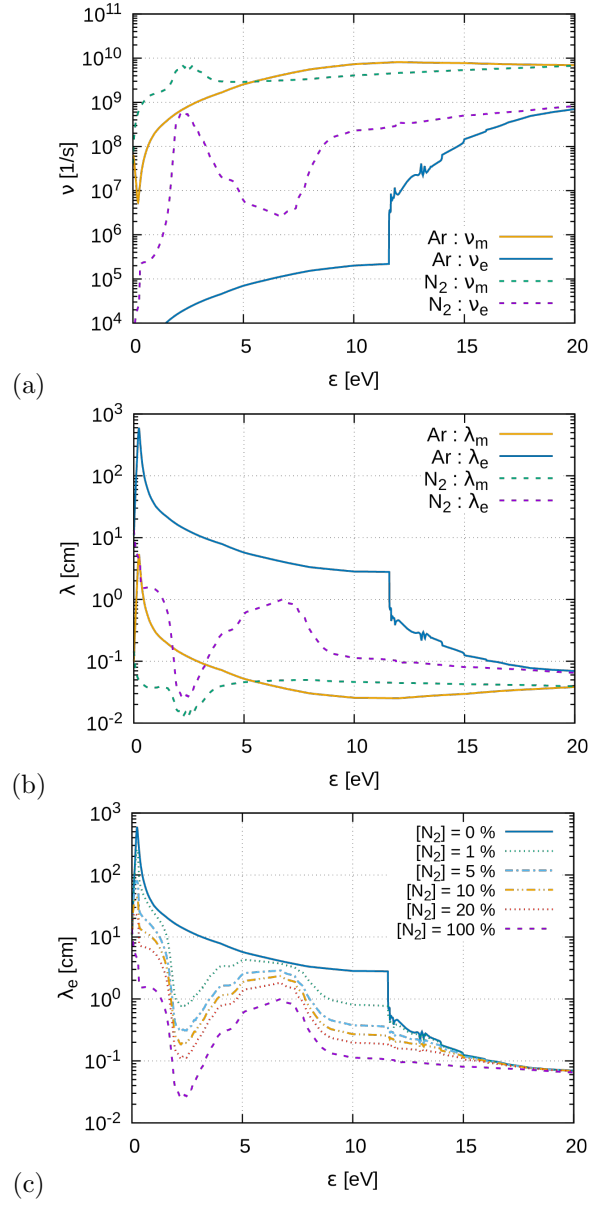 10^11
10^10
10^9
10^8
10^7
10^6
10^5
10^4
ν [1/s]
Ar : ν_m
Ar : ν_e
N_2 : ν_m
N_2 : ν_e
0 5 10 15 20
ε [eV]
(a)
10^3
10^2
10^1
10^0
10^-1
10^-2
λ [cm]
Ar : λ_m
Ar : λ_e
N_2 : λ_m
N_2 : λ_e
0 5 10 15 20
ε [eV]
(b)
10^3
10^2
10^1
10^0
10^-1
10^-2
λ_e [cm]
[N_2] = 0 %
[N_2] = 1 %
[N_2] = 5 %
[N_2] = 10 %
[N_2] = 20 %
[N_2] = 100 %
0 5 10 15 20
ε [eV]
(c)